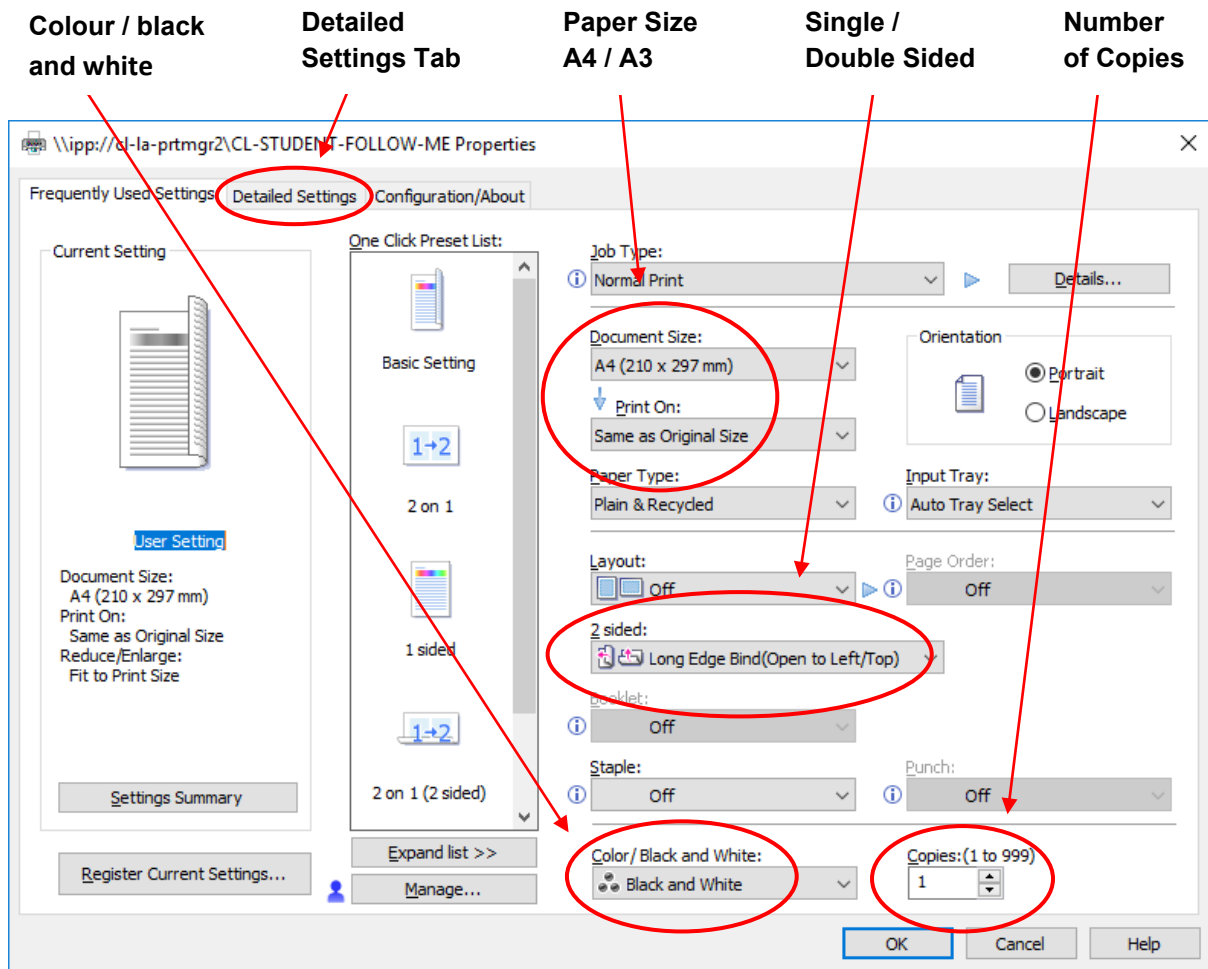 Colour / black
and white
Detailed
Settings Tab
Paper Size
A4 / A3
Single /
Double Sided
Number
of Copies
\\ipp://cl-la-prtmgr2\CL-STUDENT-FOLLOW-ME Properties
Frequently Used Settings Detailed Settings Configuration/About
Current Setting
User Setting
Document Size:
A4 (210 x 297 mm)
Print On:
Same as Original Size
Reduce/Enlarge:
Fit to Print Size
Settings Summary
Register Current Settings...
One Click Preset List:
Basic Setting
1→2
2 on 1
1 sided
1→2
2 on 1 (2 sided)
Expand list >>
Manage...
Job Type:
Normal Print
Details...
Document Size:
A4 (210 x 297 mm)
Print On:
Same as Original Size
Orientation
Portrait
Landscape
Paper Type:
Plain & Recycled
Input Tray:
Auto Tray Select
Layout:
Off
Page Order:
Off
2 sided:
Long Edge Bind(Open to Left/Top)
Booklet:
Off
Staple:
Off
Punch:
Off
Color/ Black and White:
Black and White
Copies:(1 to 999)
1
OK Cancel Help